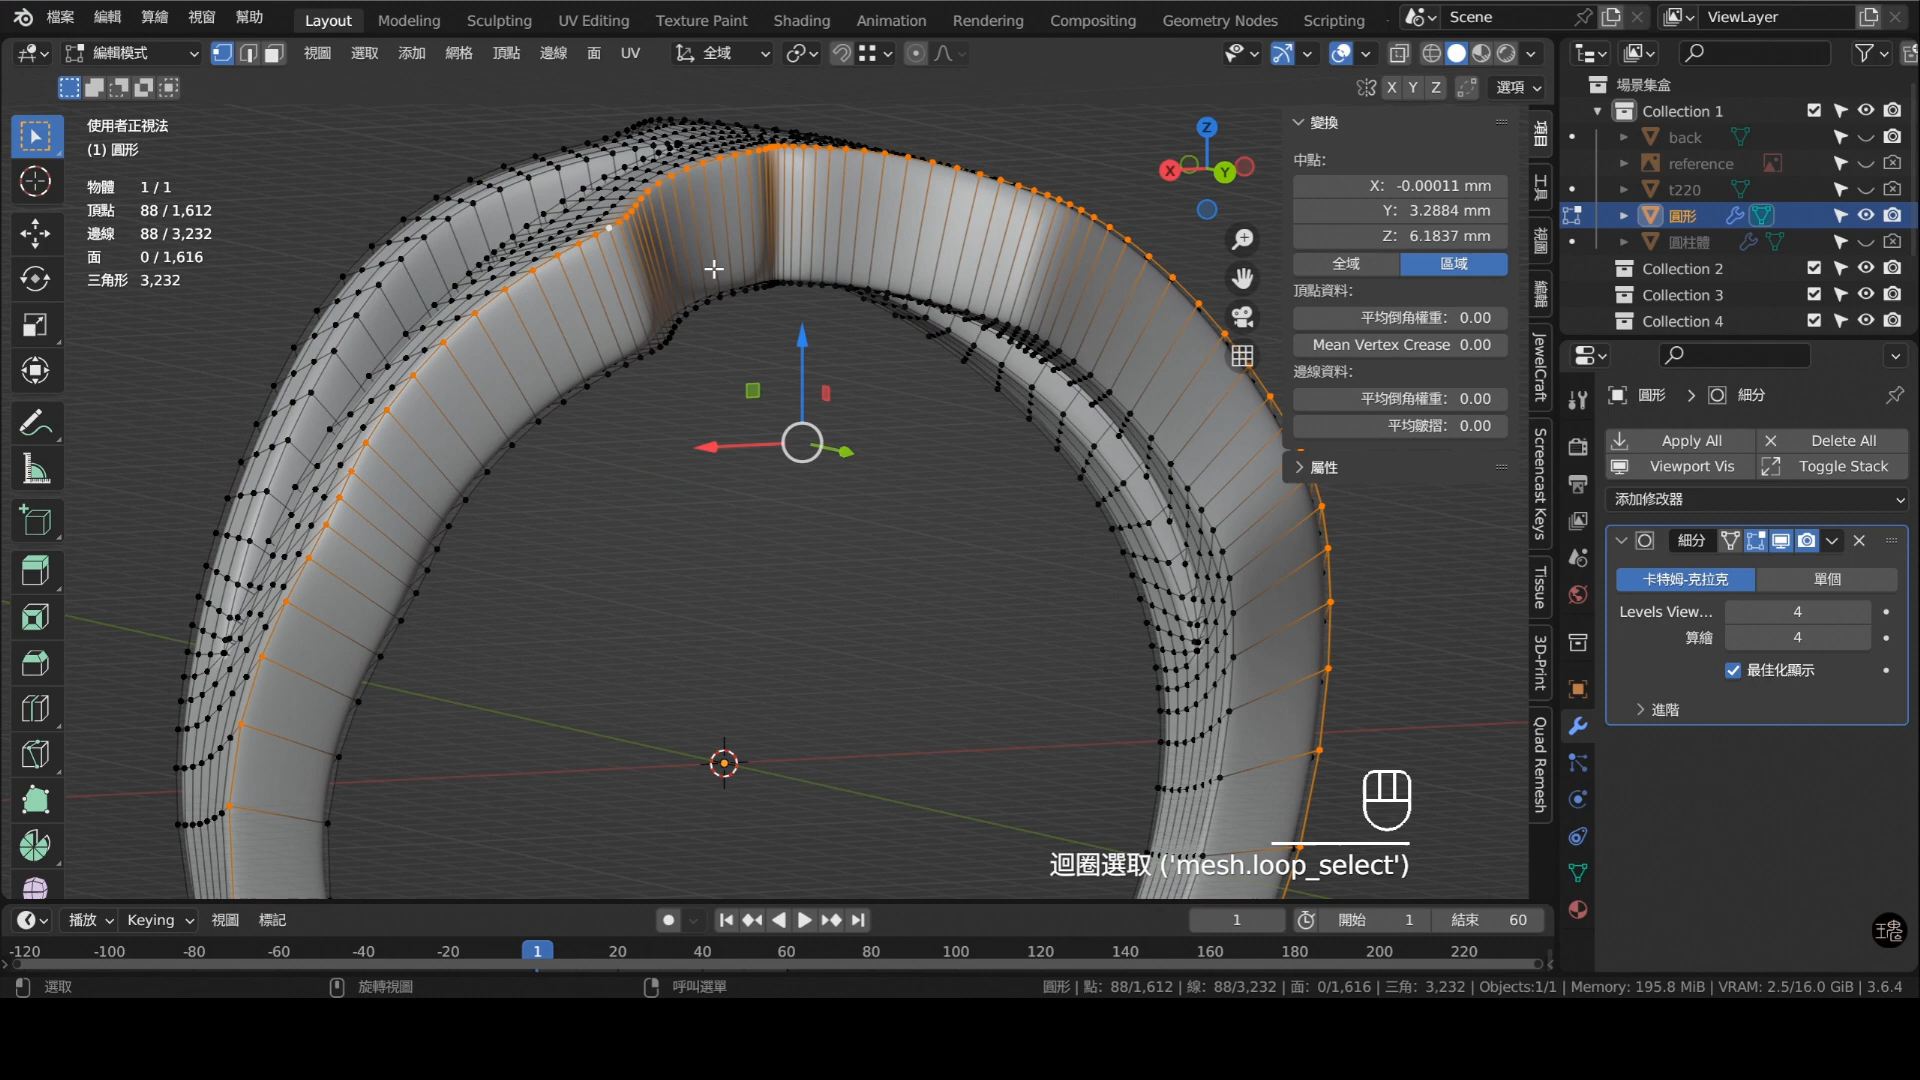 檔案 編輯 算繪 視窗 幫助 Layout Modeling Sculpting UV Editing Texture Paint Shading Animation Rendering Compositing Geometry Nodes Scripting Scene ViewLayer
編輯模式 視圖 選取 添加 網格 頂點 邊線 面 UV 全域
X Y Z 選項
使用者正視法
(1) 圓形
物體 1 / 1
頂點 88 / 1,612
邊線 88 / 3,232
面 0 / 1,616
三角形 3,232
Z
X
Y
變換
中點:
X: -0.00011 mm
Y: 3.2884 mm
Z: 6.1837 mm
全域 區域
頂點資料:
平均倒角權重: 0.00
Mean Vertex Crease 0.00
邊線資料:
平均倒角權重: 0.00
平均皺摺: 0.00
屬性
項目
工具
視圖
編輯
JewelCraft
Screencast Keys
Tissue
3D-Print
Quad Remesh
迴圈選取 ('mesh.loop_select')
場景集盒
Collection 1
back
reference
t220
圓形
圓柱體
Collection 2
Collection 3
Collection 4
圓形 > 細分
Apply All Delete All
Viewport Vis Toggle Stack
添加修改器
細分
卡特姆-克拉克 單個
Levels View... 4
算繪 4
最佳化顯示
進階
播放 Keying 視圖 標記 1 開始 1 結束 60
-120 -100 -80 -60 -40 -20 1 20 40 60 80 100 120 140 160 180 200 220
選取 旋轉視圖 呼叫選單 圓形 | 點: 88/1,612 | 線: 88/3,232 | 面: 0/1,616 | 三角: 3,232 | Objects:1/1 | Memory: 195.8 MiB | VRAM: 2.5/16.0 GiB | 3.6.4